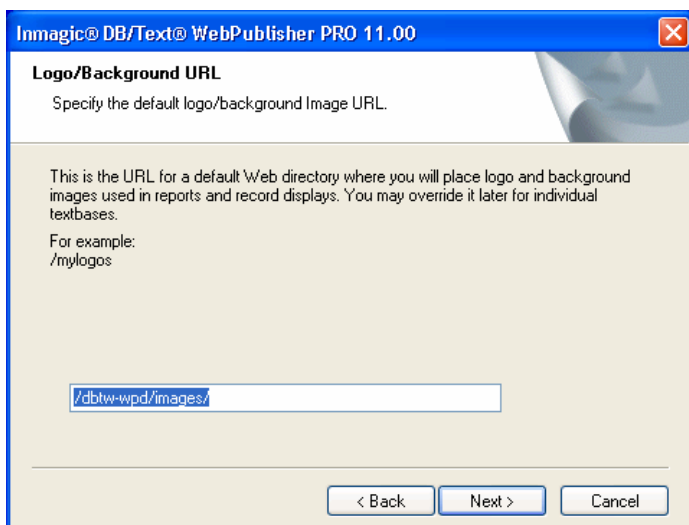 Inmagic® DB/Text® WebPublisher PRO 11.00
Logo/Background URL
Specify the default logo/background Image URL.
This is the URL for a default Web directory where you will place logo and background
images used in reports and record displays. You may override it later for individual
textbases.
For example:
/mylogos
/dbtw-wpd/images/
< Back Next > Cancel